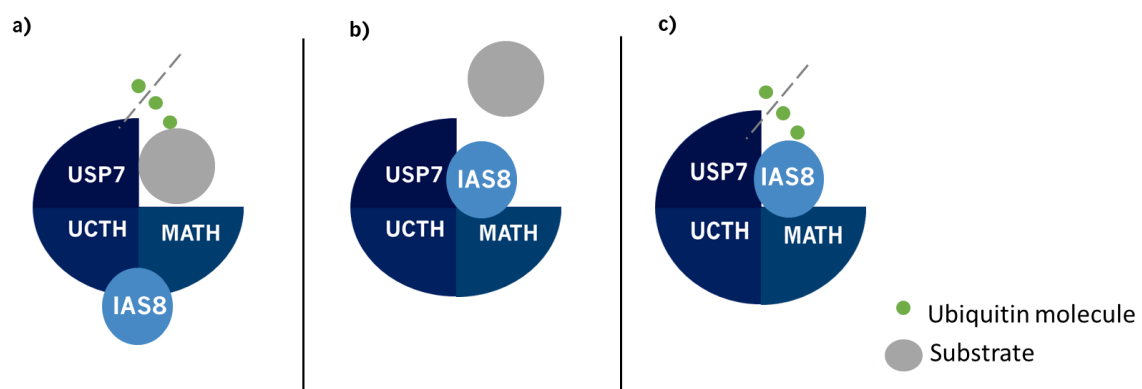 a)
USP7
UCTH
MATH
IAS8
b)
USP7
IAS8
UCTH
MATH
c)
USP7
IAS8
UCTH
MATH
Ubiquitin molecule
Substrate